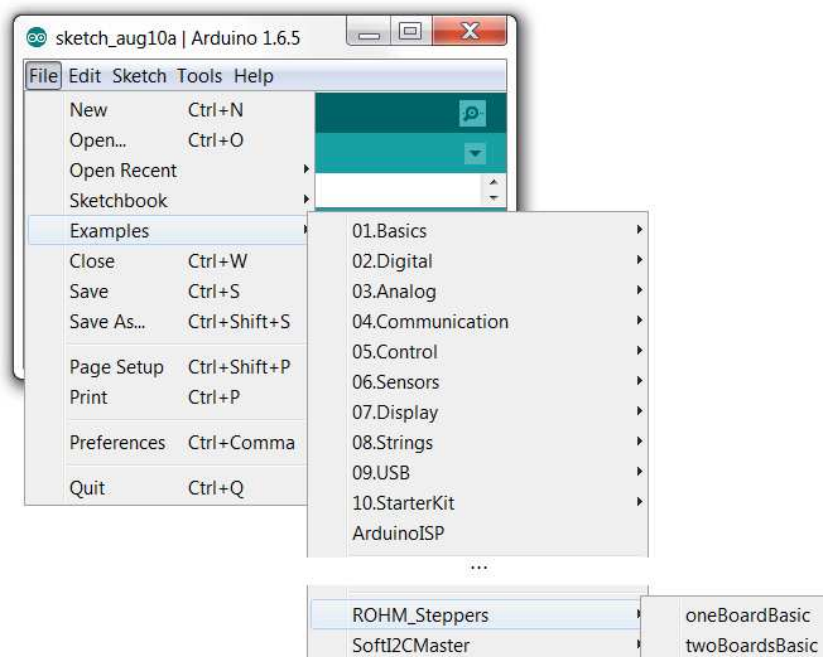 sketch_aug10a | Arduino 1.6.5
File Edit Sketch Tools Help
New Ctrl+N
Open... Ctrl+O
Open Recent
Sketchbook
Examples
Close Ctrl+W
Save Ctrl+S
Save As... Ctrl+Shift+S
Page Setup Ctrl+Shift+P
Print Ctrl+P
Preferences Ctrl+Comma
Quit Ctrl+Q
01.Basics
02.Digital
03.Analog
04.Communication
05.Control
06.Sensors
07.Display
08.Strings
09.USB
10.StarterKit
ArduinoISP
...
ROHM_Steppers
SoftI2CMaster
oneBoardBasic
twoBoardsBasic